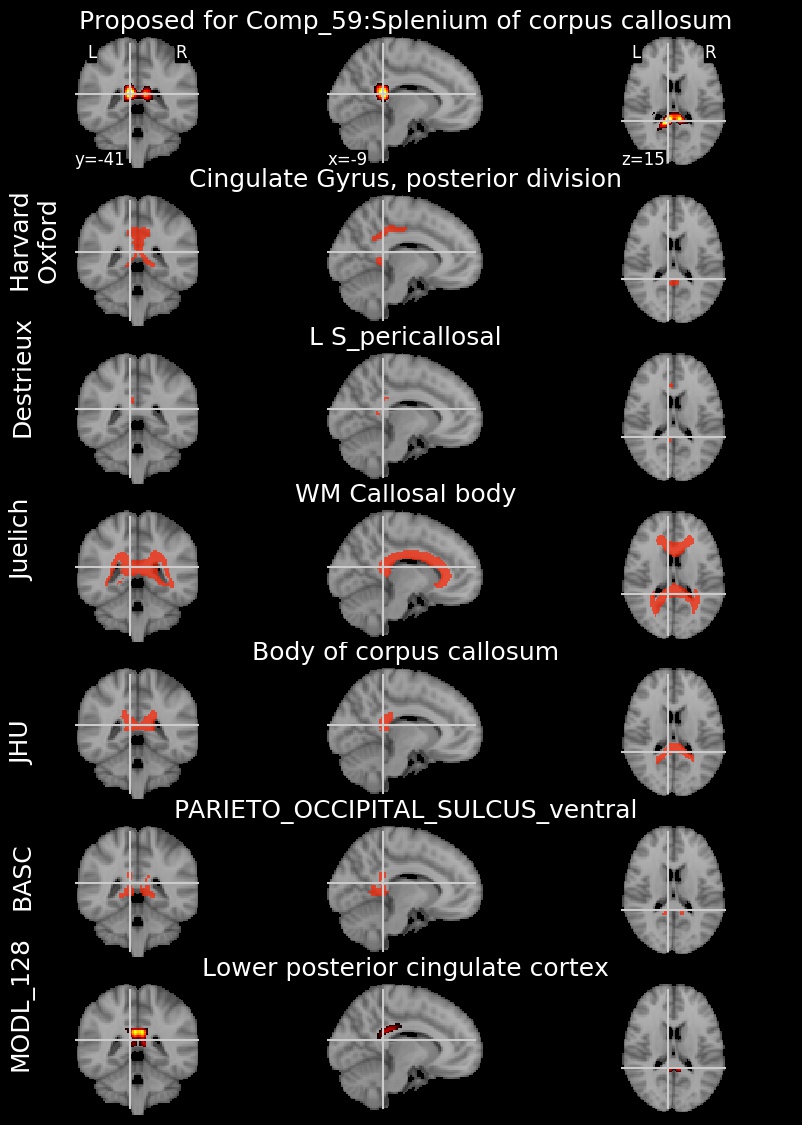 Proposed for Comp_59:Splenium of corpus callosum
L R L R
y=-41 x=-9 z=15
Cingulate Gyrus, posterior division
Harvard
Oxford
L S_pericallosal
Destrieux
WM Callosal body
Juelich
Body of corpus callosum
JHU
PARIETO_OCCIPITAL_SULCUS_ventral
BASC
Lower posterior cingulate cortex
MODL_128